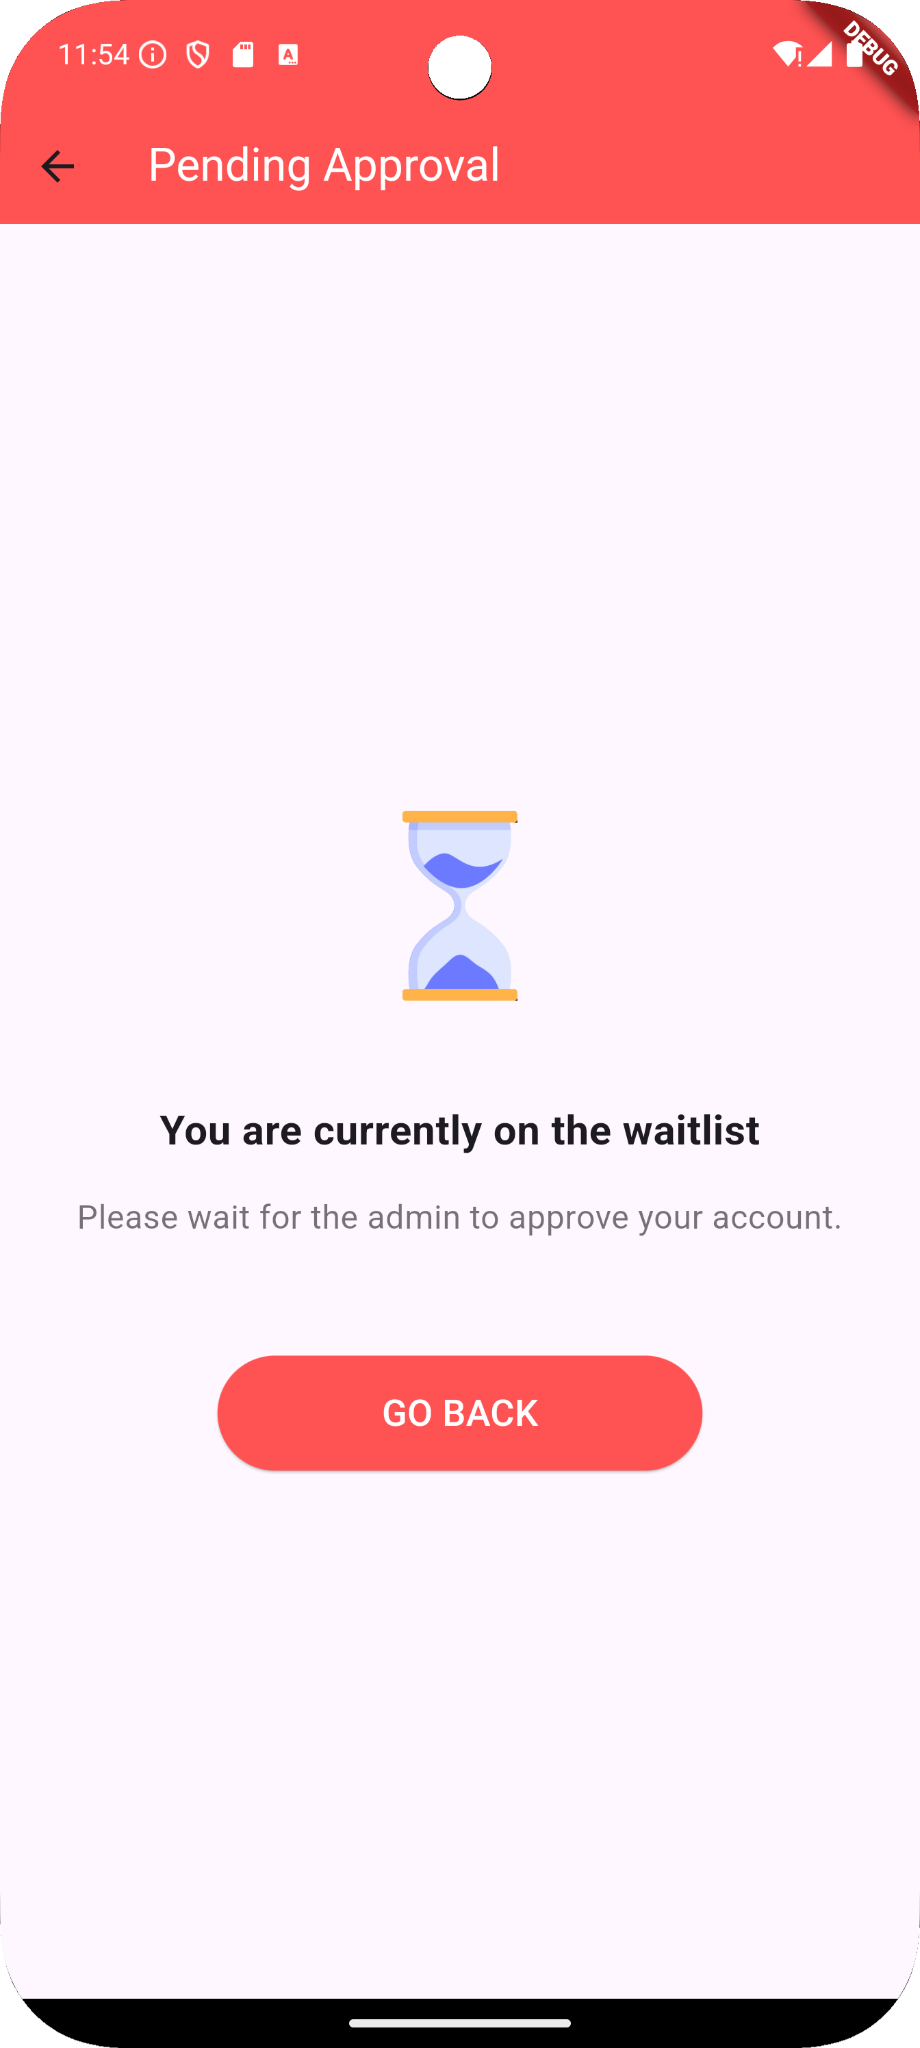 11:54
DEBUG
Pending Approval
You are currently on the waitlist
Please wait for the admin to approve your account.
GO BACK